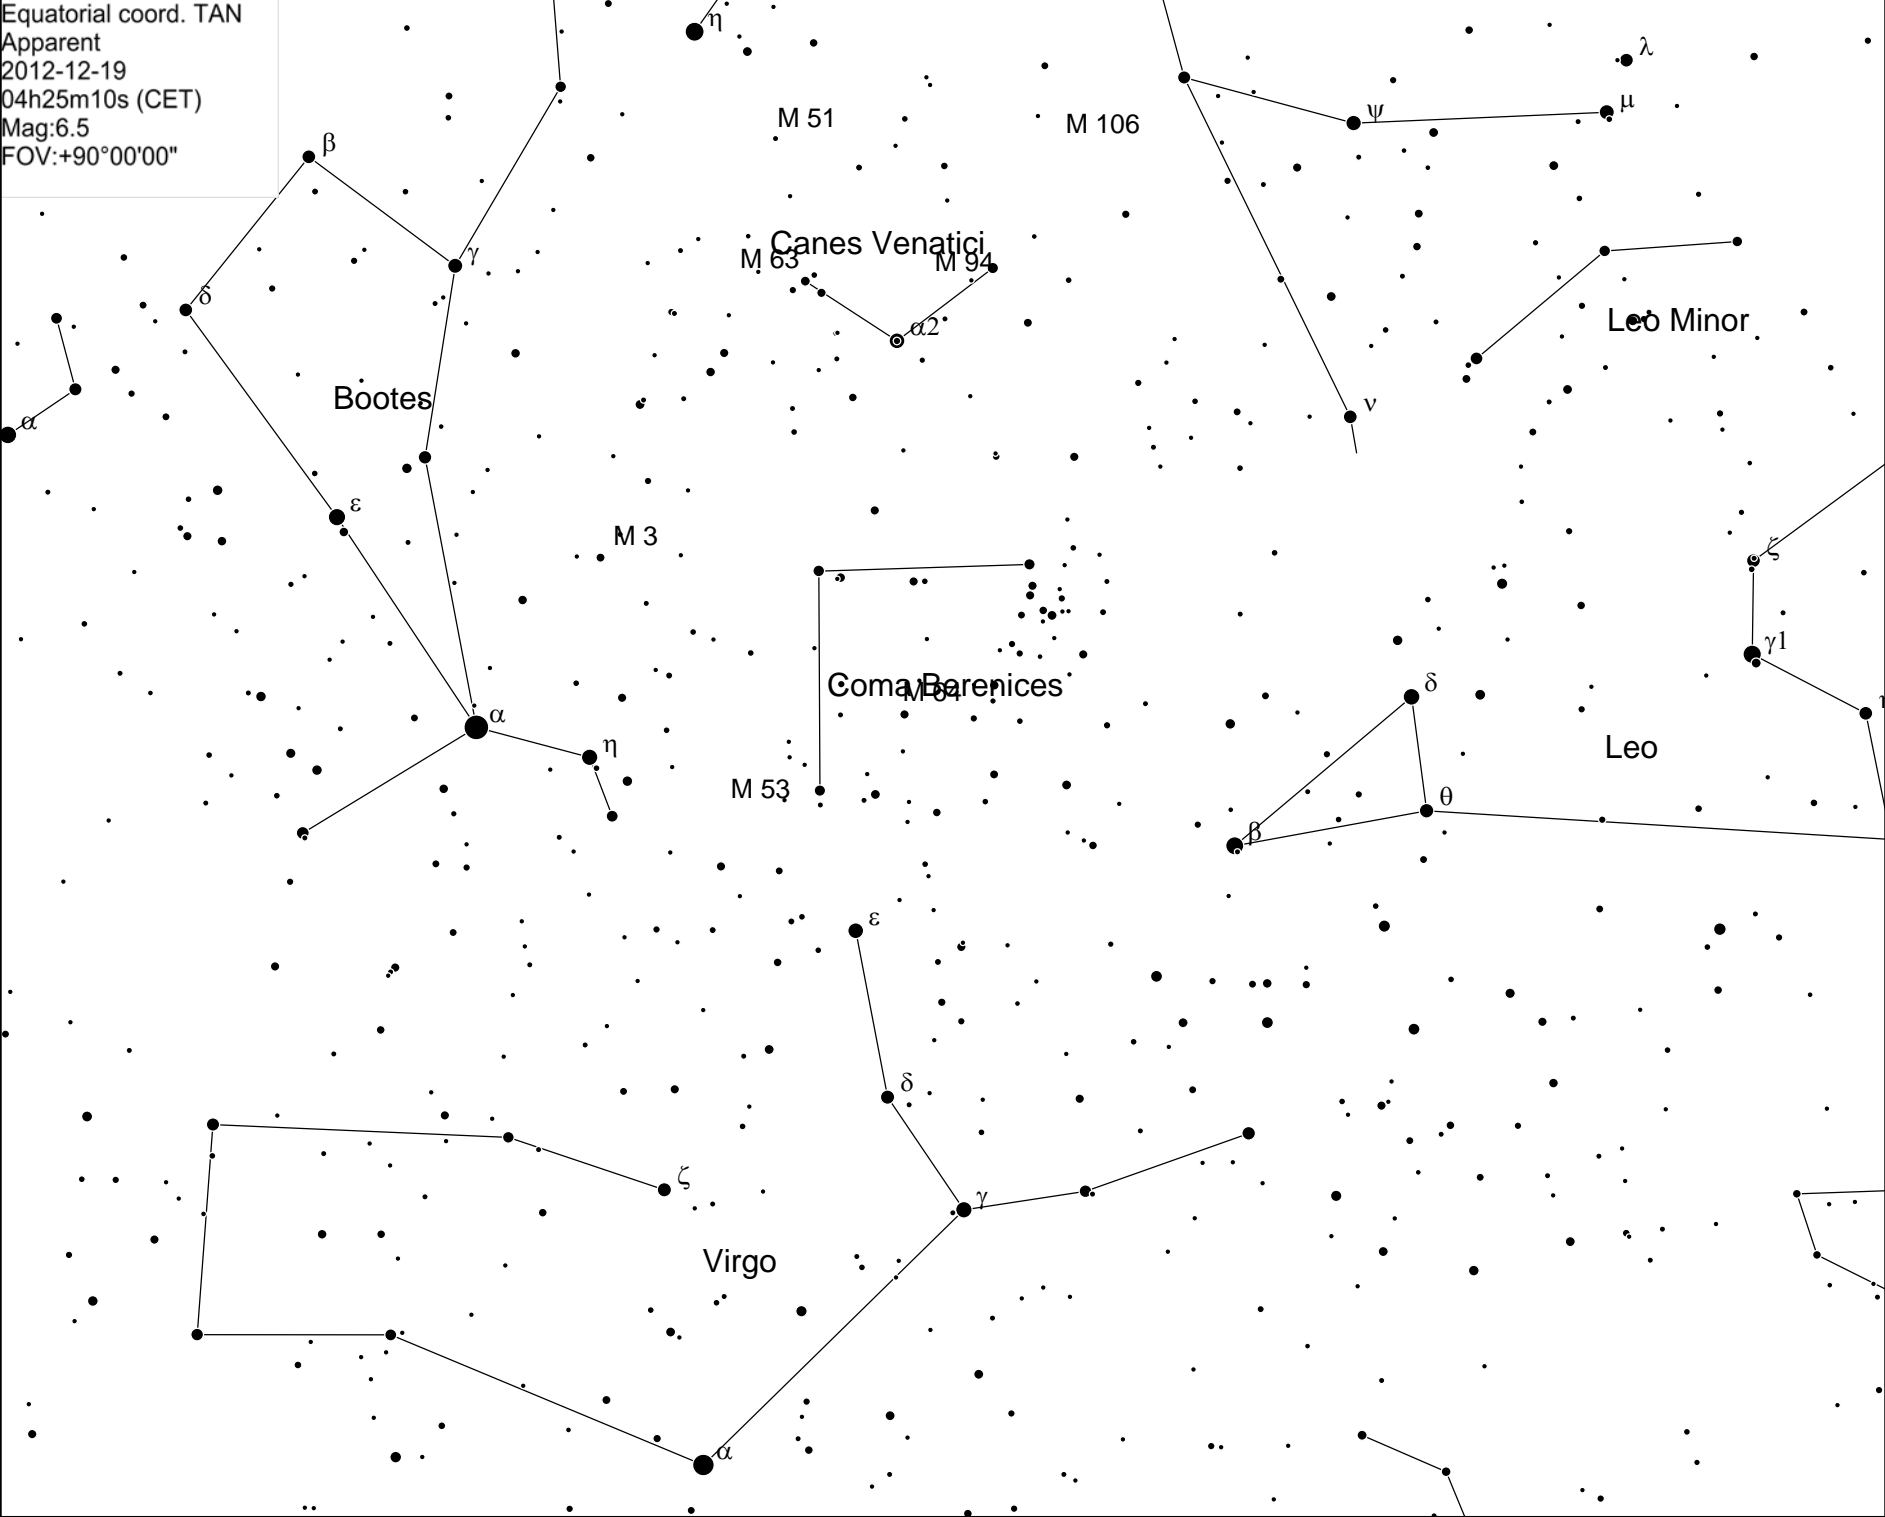 Equatorial coord. TAN
Apparent
2012-12-19
04h25m10s (CET)
Mag:6.5
FOV:+90°00'00"
η
λ
μ
ψ
M 51
M 106
β
γ
Canes Venatici
M 63
M 94
δ
α2
Leo Minor
Bootes
α
ν
ε
M 3
ζ
γ1
Coma Berenices
M 64
δ
α
η
Leo
M 53
θ
β
ε
δ
ζ
γ
Virgo
α